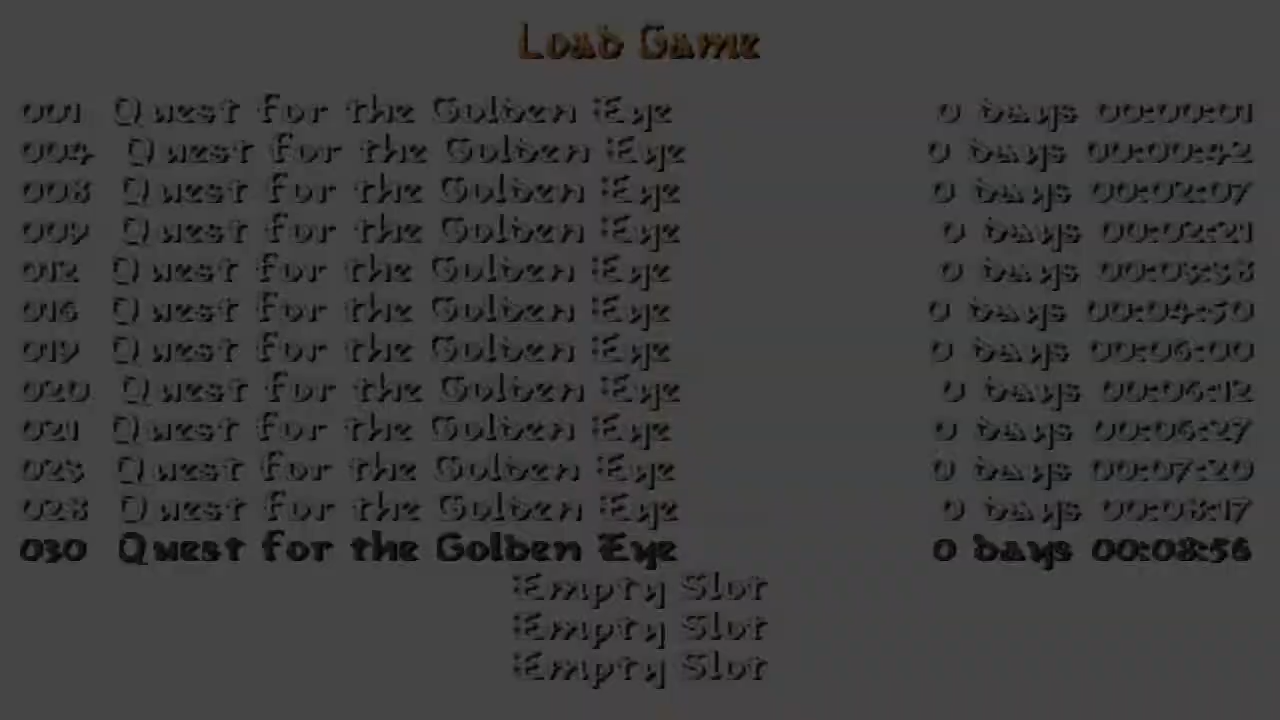 Load Game
001 Quest for the Golden Eye 0 days 00:00:01
004 Quest for the Golden Eye 0 days 00:00:42
008 Quest for the Golden Eye 0 days 00:02:07
009 Quest for the Golden Eye 0 days 00:02:21
012 Quest for the Golden Eye 0 days 00:03:38
016 Quest for the Golden Eye 0 days 00:04:50
019 Quest for the Golden Eye 0 days 00:06:00
020 Quest for the Golden Eye 0 days 00:06:12
021 Quest for the Golden Eye 0 days 00:06:27
023 Quest for the Golden Eye 0 days 00:07:20
028 Quest for the Golden Eye 0 days 00:08:17
030 Quest for the Golden Eye 0 days 00:08:56
Empty Slot
Empty Slot
Empty Slot